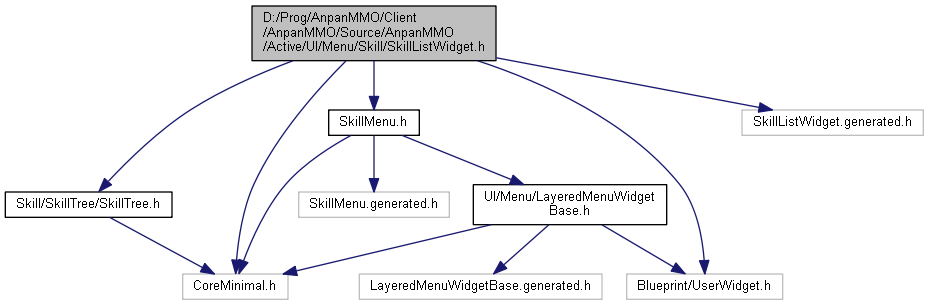 D:/Prog/AnpanMMO/Client
/AnpanMMO/Source/AnpanMMO
/Active/UI/Menu/Skill/SkillListWidget.h
SkillMenu.h
SkillListWidget.generated.h
Skill/SkillTree/SkillTree.h
SkillMenu.generated.h
UI/Menu/LayeredMenuWidget
Base.h
CoreMinimal.h
LayeredMenuWidgetBase.generated.h
Blueprint/UserWidget.h